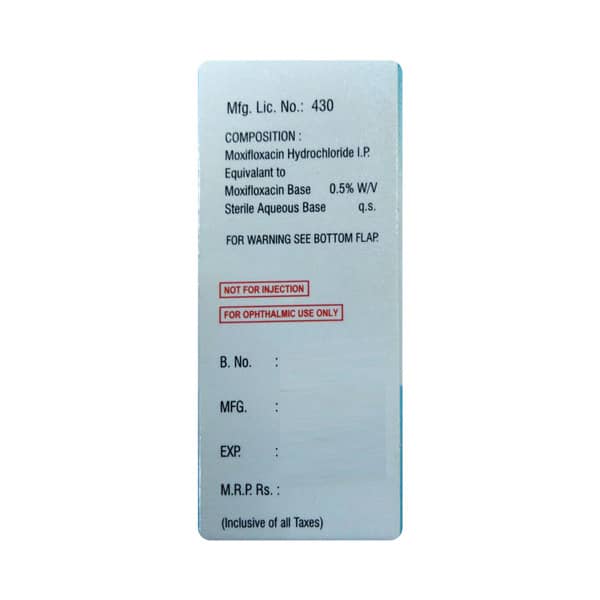 Mfg. Lic. No.: 430
COMPOSITION :
Moxifloxacin Hydrochloride I.P.
Equivalant to
Moxifloxacin Base 0.5% W/V
Sterile Aqueous Base q.s.
FOR WARNING SEE BOTTOM FLAP.
NOT FOR INJECTION
FOR OPHTHALMIC USE ONLY
B. No. :
MFG. :
EXP. :
M.R.P. Rs. :
(Inclusive of all Taxes)